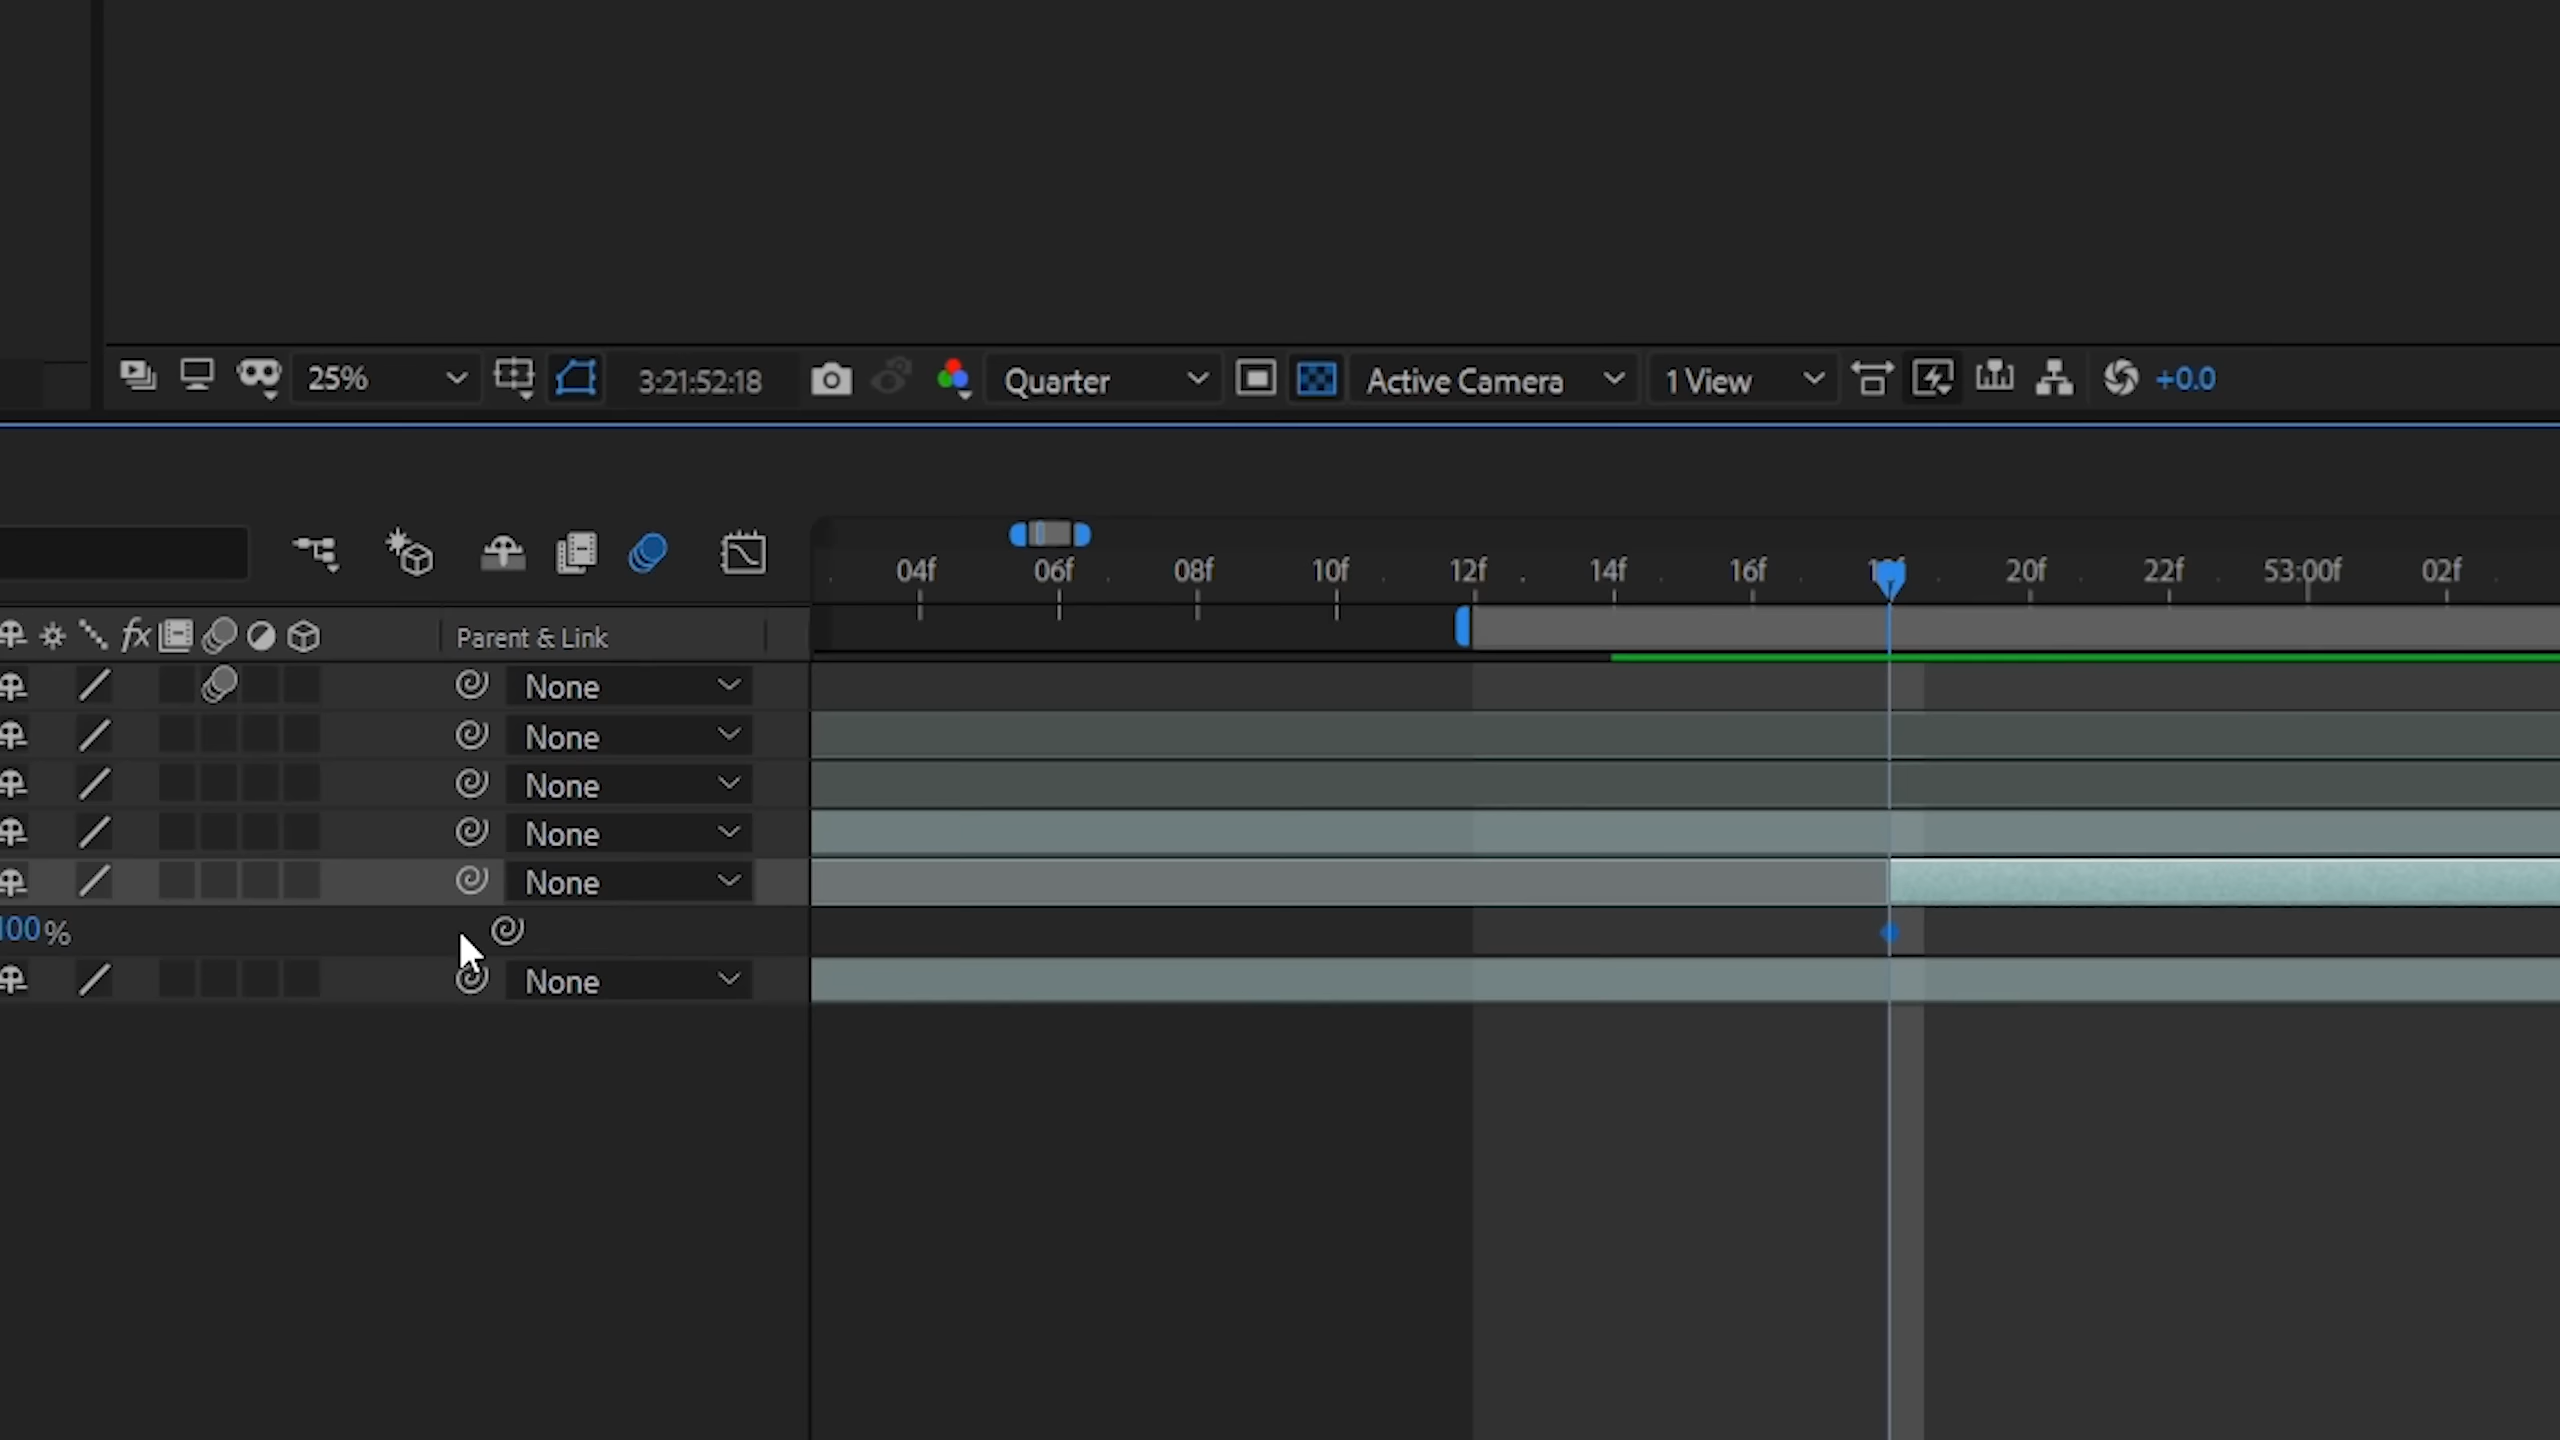 25% 3:21:52:18 Quarter Active Camera 1 View +0.0
04f 06f 08f 10f 12f 14f 16f 20f 22f 53:00f 02f
fx Parent & Link
None
None
None
None
None
100%
None